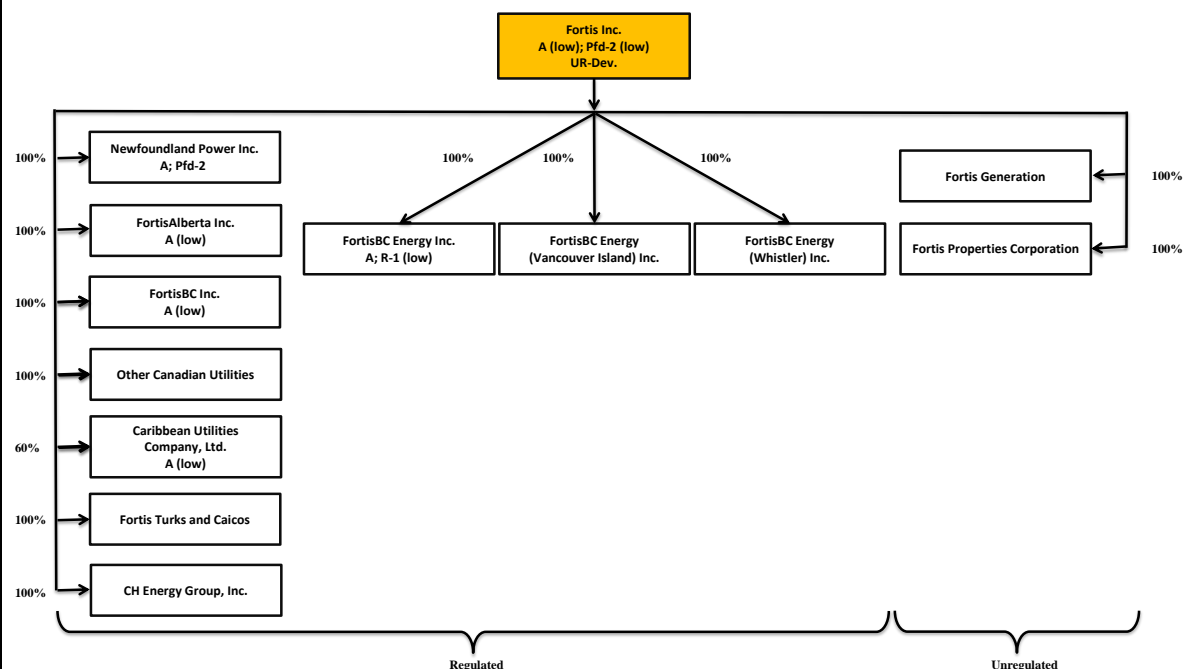 Fortis Inc.
A (low); Pfd-2 (low)
UR-Dev.
100%
Newfoundland Power Inc.
A; Pfd-2
100%
FortisAlberta Inc.
A (low)
100%
FortisBC Inc.
A (low)
100%
Other Canadian Utilities
60%
Caribbean Utilities
Company, Ltd.
A (low)
100%
Fortis Turks and Caicos
100%
CH Energy Group, Inc.
100%
100%
100%
FortisBC Energy Inc.
A; R-1 (low)
FortisBC Energy
(Vancouver Island) Inc.
FortisBC Energy
(Whistler) Inc.
Fortis Generation
100%
Fortis Properties Corporation
100%
Regulated
Unregulated